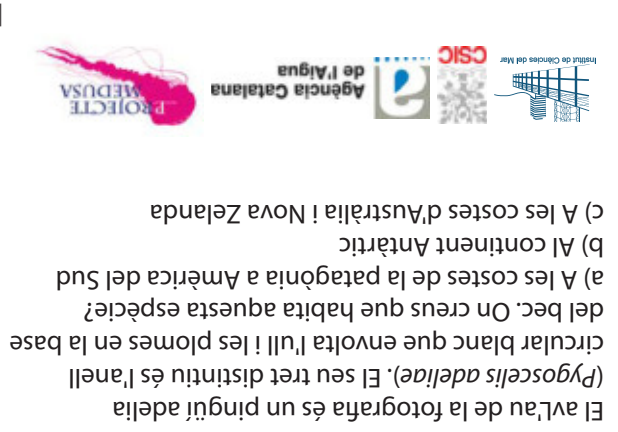 El avL'au de la fotografia és un pingüí adelia
(Pygoscelis adeliae). El seu tret distintiu és l'anell
circular blanc que envolta l'ull i les plomes en la base
del bec. On creus que habita aquesta espècie?
a) A les costes de la patagònia a Amèrica del Sud
b) Al continent Antàrtic
c) A les costes d'Austràlia i Nova Zelanda
Institut de Ciències del Mar
CSIC
Agència Catalana
de l'Aigua
PROJECTE
MEDUSA